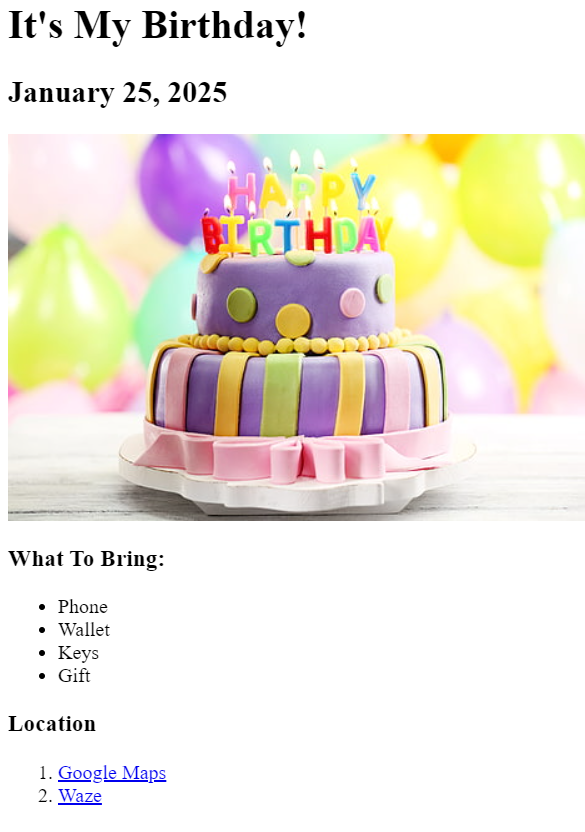 It's My Birthday!
January 25, 2025
HAPPY
BIRTHDAY
What To Bring:
• Phone
• Wallet
• Keys
• Gift
Location
1. Google Maps
2. Waze